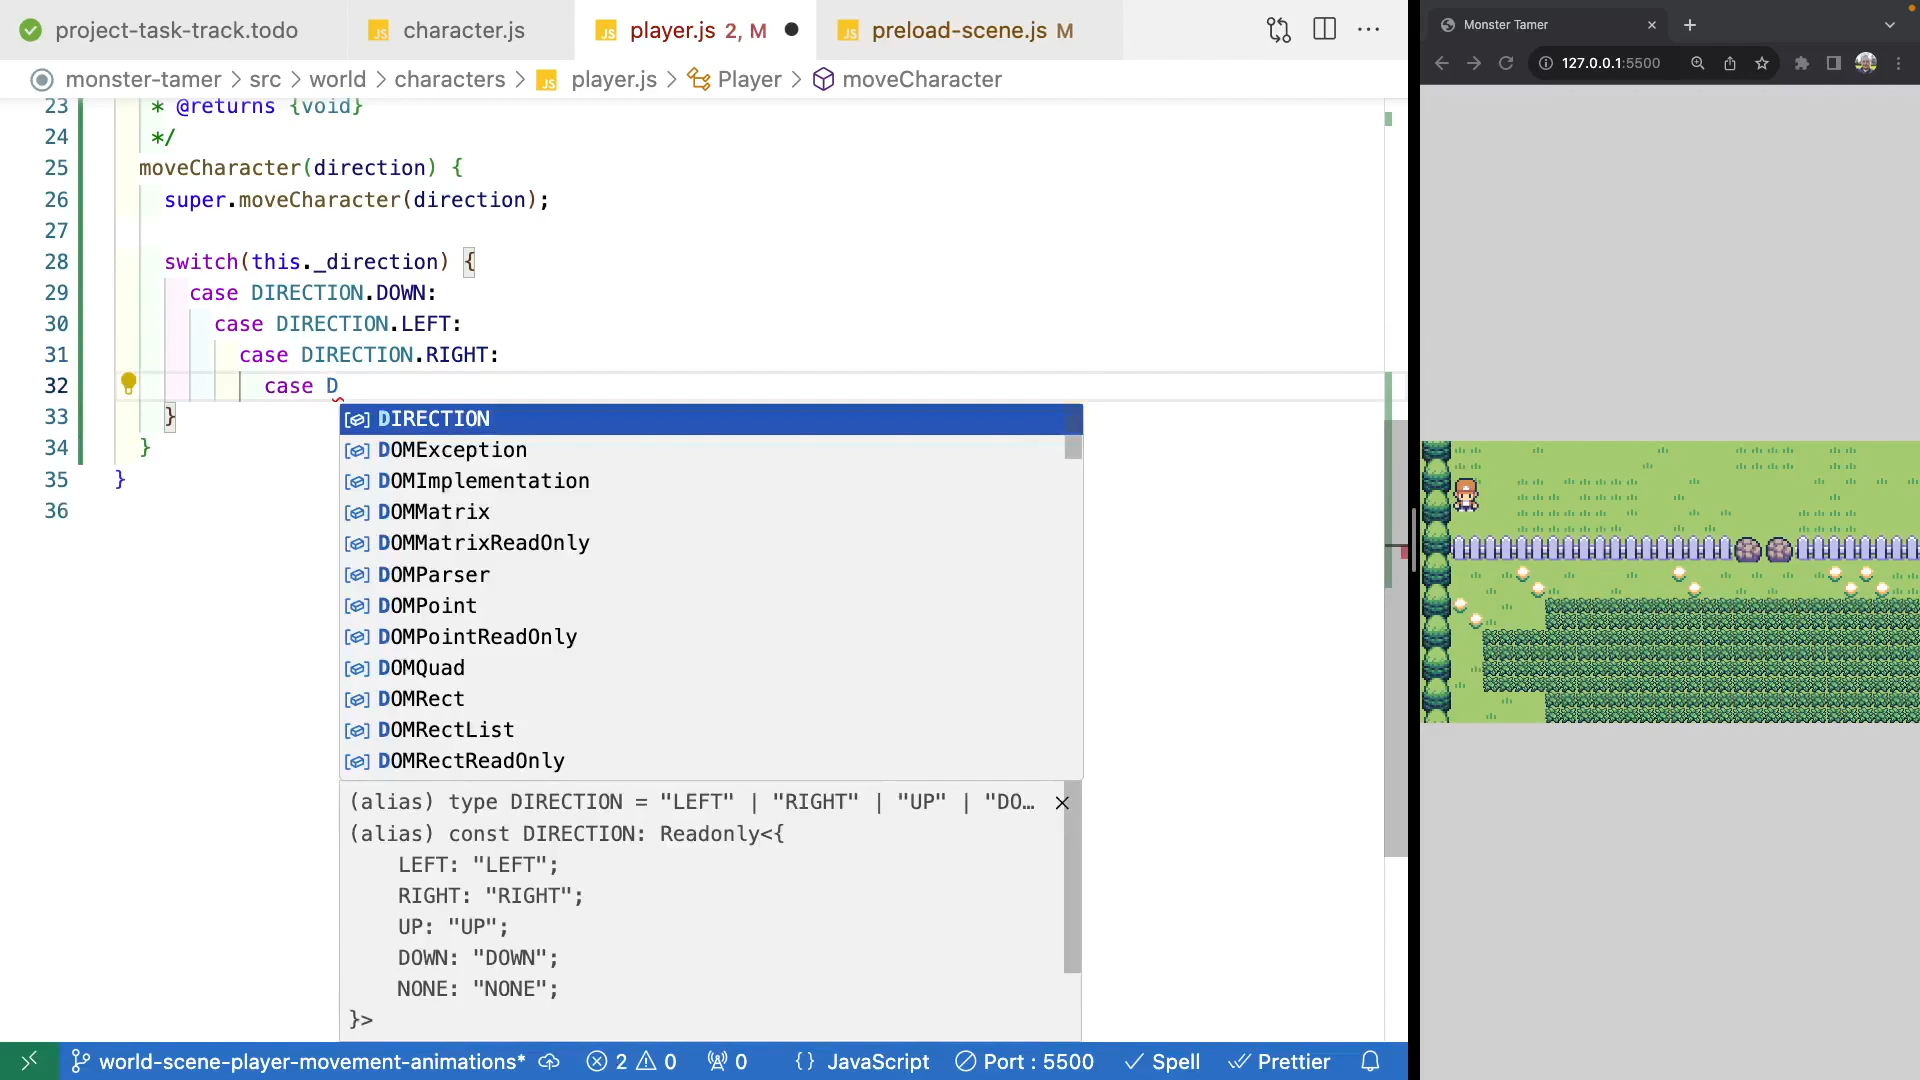 project-task-track.todo
JS character.js
JS player.js 2, M
JS preload-scene.js M
monster-tamer > src > world > characters > JS player.js > Player > moveCharacter
23 * @returns {void}
24 */
25 moveCharacter(direction) {
26 super.moveCharacter(direction);
27
28 switch(this._direction) {
29 case DIRECTION.DOWN:
30 case DIRECTION.LEFT:
31 case DIRECTION.RIGHT:
32 case D
33 }
34 }
35 }
36
DIRECTION
DOMException
DOMImplementation
DOMMatrix
DOMMatrixReadOnly
DOMParser
DOMPoint
DOMPointReadOnly
DOMQuad
DOMRect
DOMRectList
DOMRectReadOnly
(alias) type DIRECTION = "LEFT" | "RIGHT" | "UP" | "DO…
(alias) const DIRECTION: Readonly<{
LEFT: "LEFT";
RIGHT: "RIGHT";
UP: "UP";
DOWN: "DOWN";
NONE: "NONE";
}>
world-scene-player-movement-animations* 2 0 0 {} JavaScript Port : 5500 Spell Prettier
Monster Tamer
127.0.0.1:5500